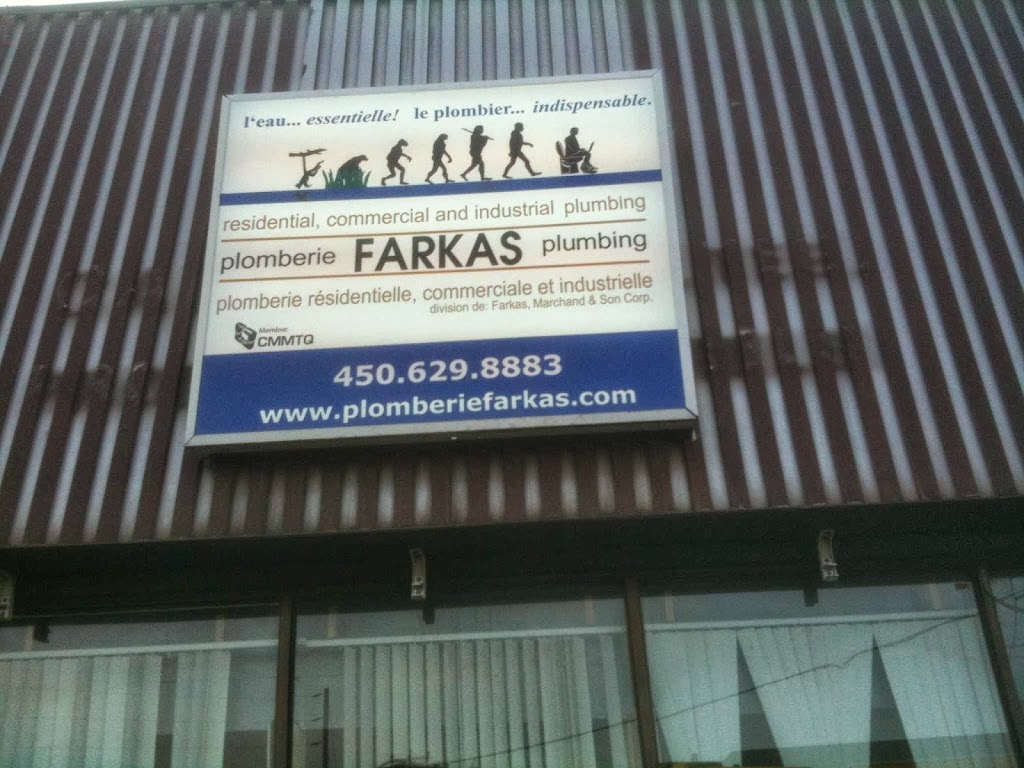 l'eau... essentielle! le plombier... indispensable.
residential, commercial and industrial plumbing
plomberie FARKAS plumbing
plomberie résidentielle, commerciale et industrielle
division de: Farkas, Marchand & Son Corp.
Membre:
CMMTQ
450.629.8883
www.plomberiefarkas.com